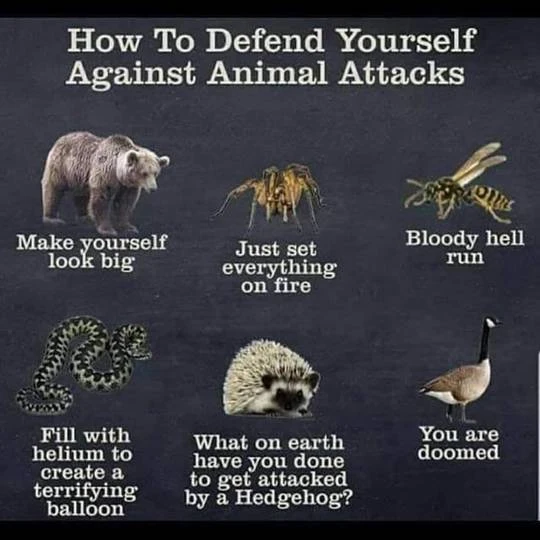 How To Defend Yourself
Against Animal Attacks
Make yourself
look big
Just set
everything
on fire
Bloody hell
run
Fill with
helium to
create a
terrifying
balloon
What on earth
have you done
to get attacked
by a Hedgehog?
You are
doomed